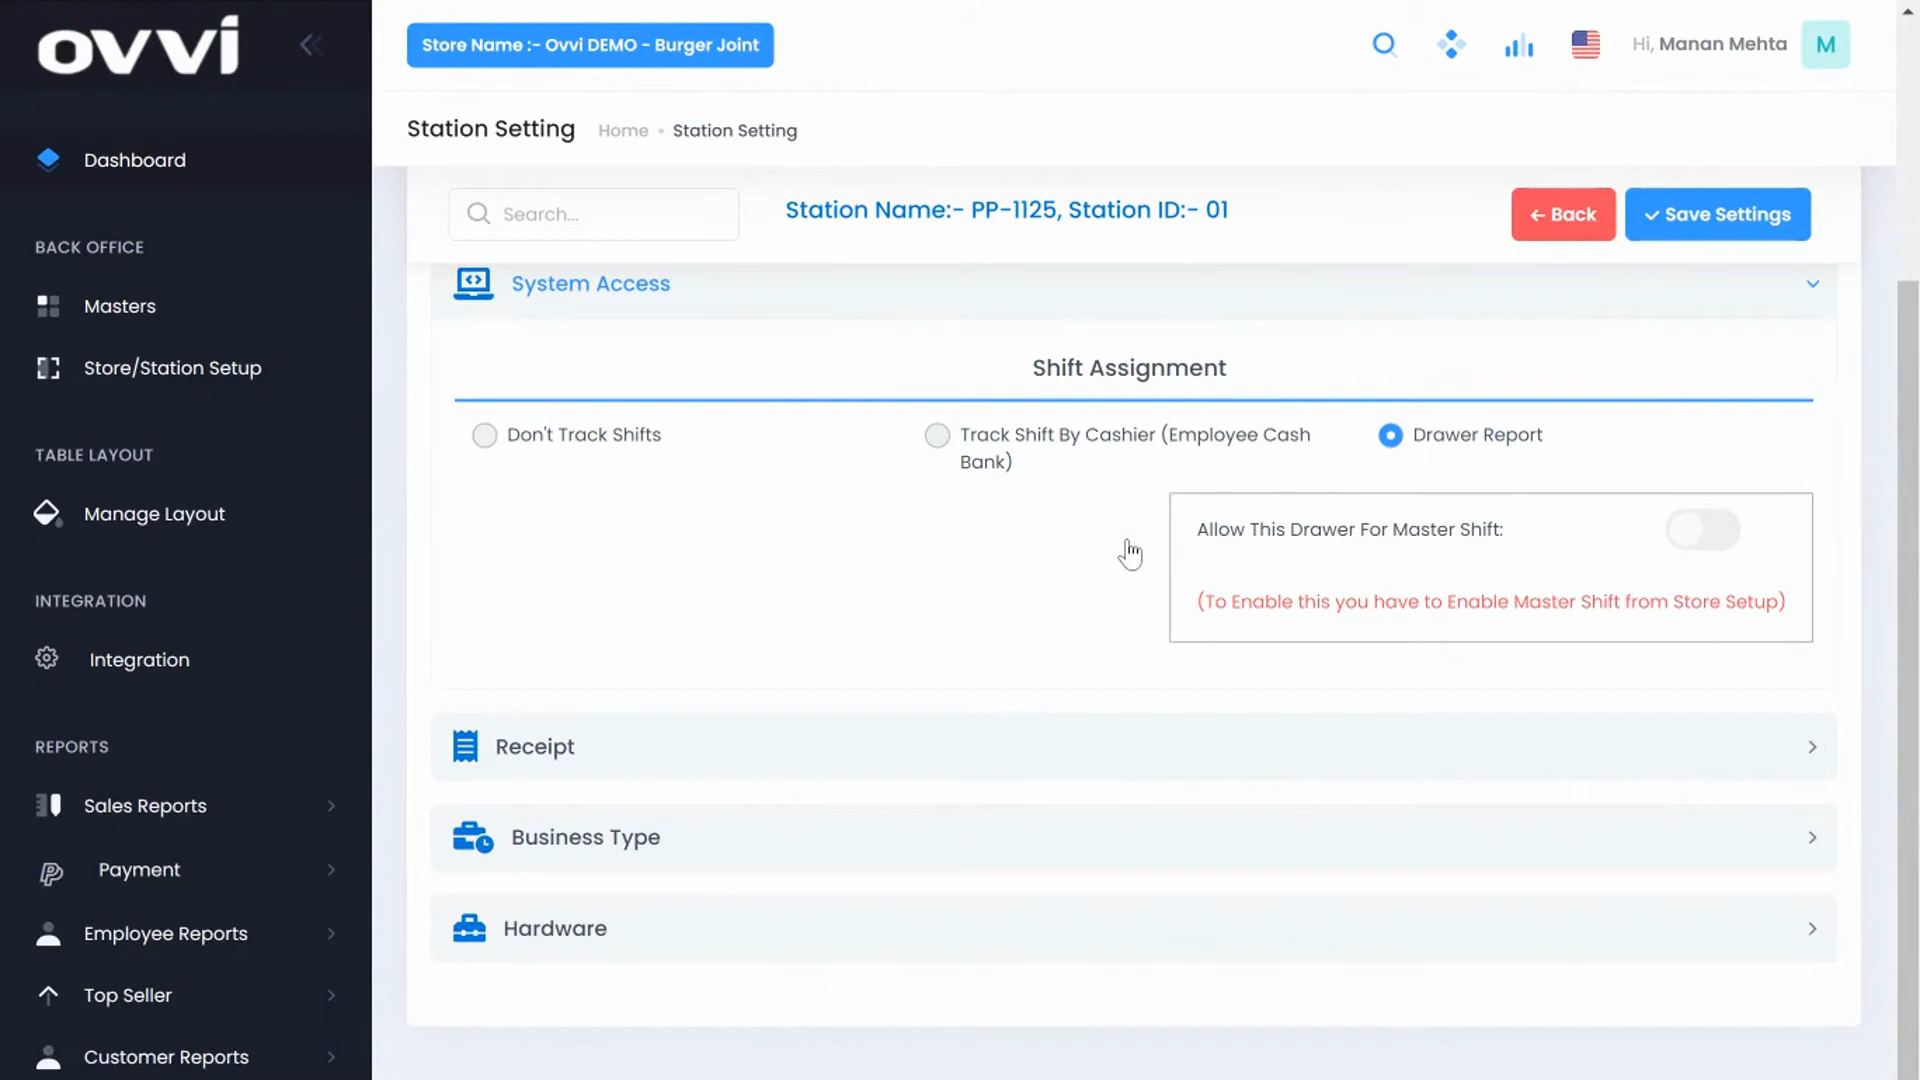 ovvi
Store Name :- Ovvi DEMO - Burger Joint
Hi, Manan Mehta
M
Station Setting
Home • Station Setting
Dashboard
BACK OFFICE
Masters
Store/Station Setup
TABLE LAYOUT
Manage Layout
INTEGRATION
Integration
REPORTS
Sales Reports
Payment
Employee Reports
Top Seller
Customer Reports
Search...
Station Name:- PP-1125, Station ID:- 01
Back
Save Settings
System Access
Shift Assignment
Don't Track Shifts
Track Shift By Cashier (Employee Cash
Bank)
Drawer Report
Allow This Drawer For Master Shift:
(To Enable this you have to Enable Master Shift from Store Setup)
Receipt
Business Type
Hardware